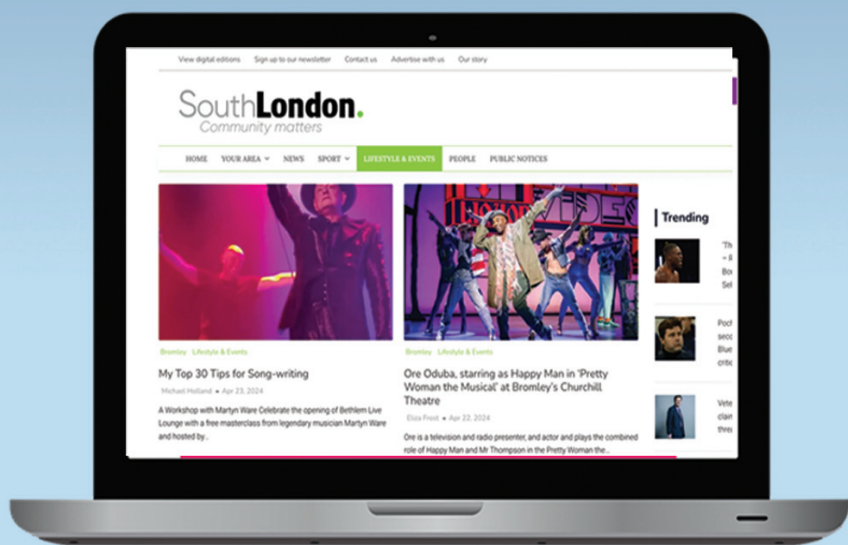 View digital editions Sign up to our newsletter Contact us Advertise with us Our story
SouthLondon.
Community matters
HOME YOUR AREA NEWS SPORT LIFESTYLE & EVENTS PEOPLE PUBLIC NOTICES
Bromley Lifestyle & Events
My Top 30 Tips for Song-writing
Michael Holland • Apr 23, 2024
A Workshop with Martyn Ware Celebrate the opening of Bethlem Live
Lounge with a free masterclass from legendary musician Martyn Ware
and hosted by..
VIDEO
Bromley Lifestyle & Events
Ore Oduba, starring as Happy Man in ‘Pretty
Woman the Musical’ at Bromley’s Churchill
Theatre
Eliza Frost • Apr 22, 2024
Ore is a television and radio presenter, and actor and plays the combined
role of Happy Man and Mr Thompson in the Pretty Woman the..
Trending